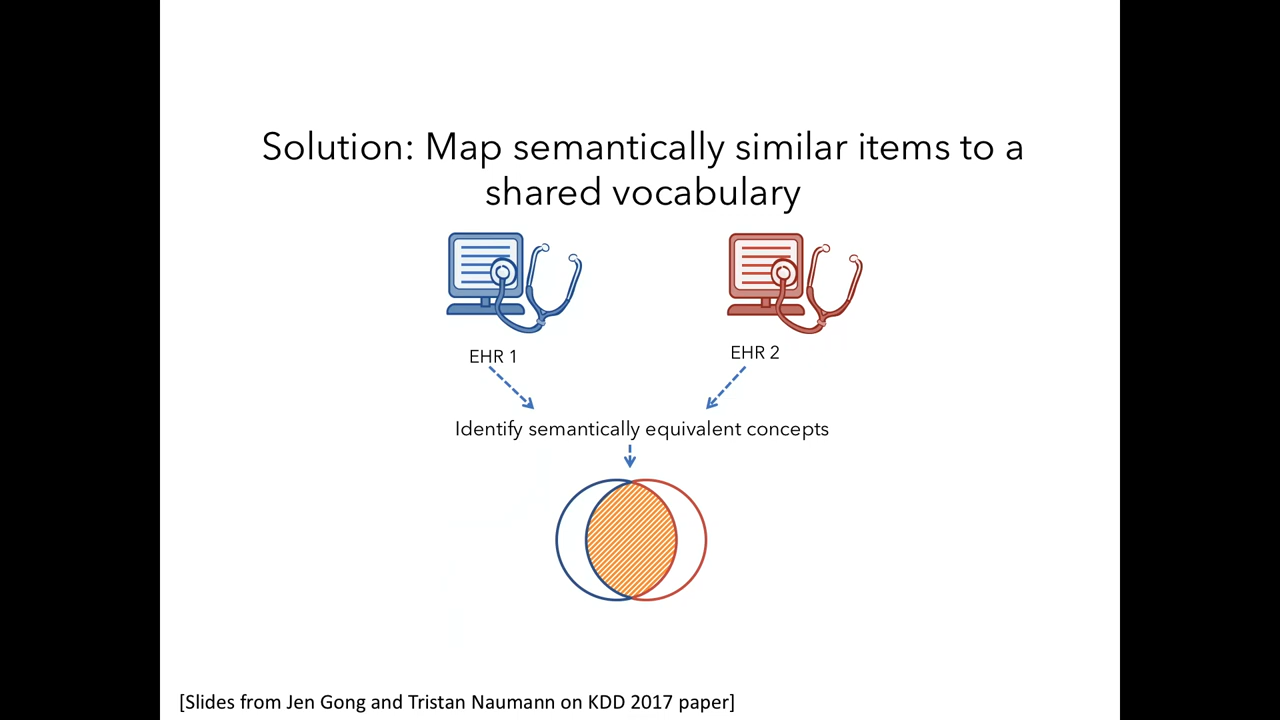 Solution: Map semantically similar items to a
shared vocabulary
EHR 1
EHR 2
Identify semantically equivalent concepts
[Slides from Jen Gong and Tristan Naumann on KDD 2017 paper]